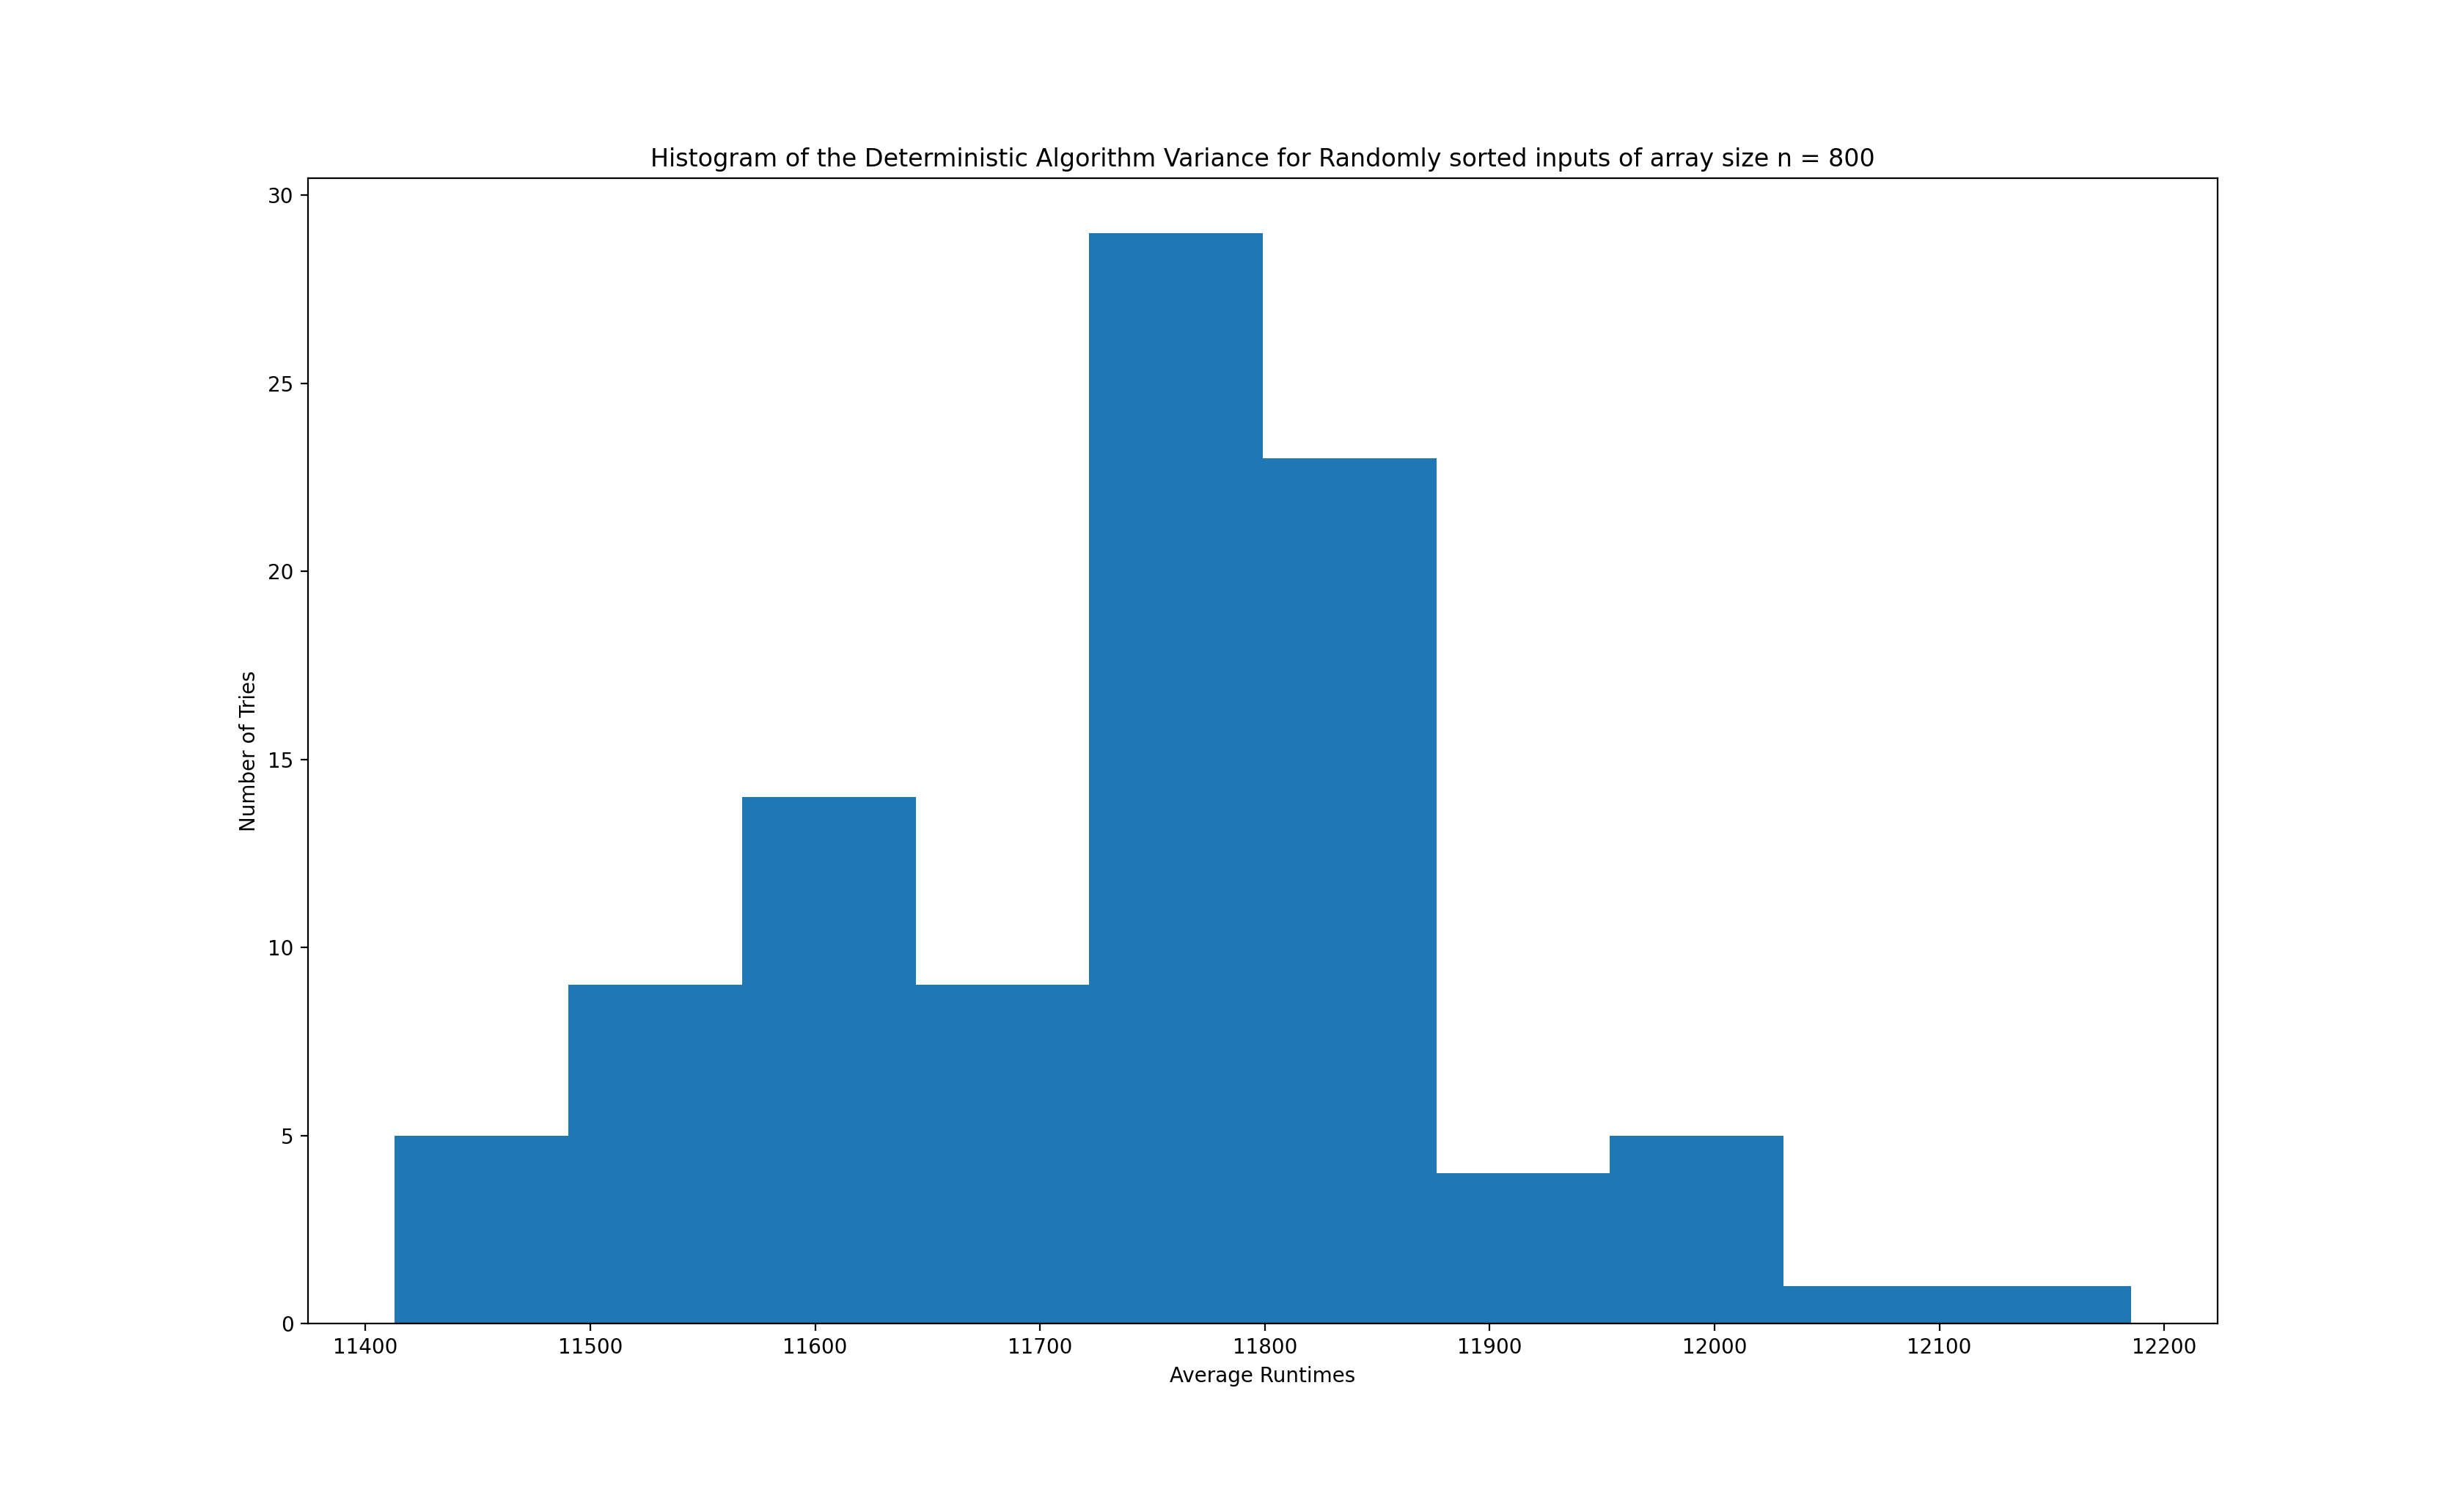 Histogram of the Deterministic Algorithm Variance for Randomly sorted inputs of array size n = 800
30
25
20
15
10
5
0
Number of Tries
11400 11500 11600 11700 11800 11900 12000 12100 12200
Average Runtimes